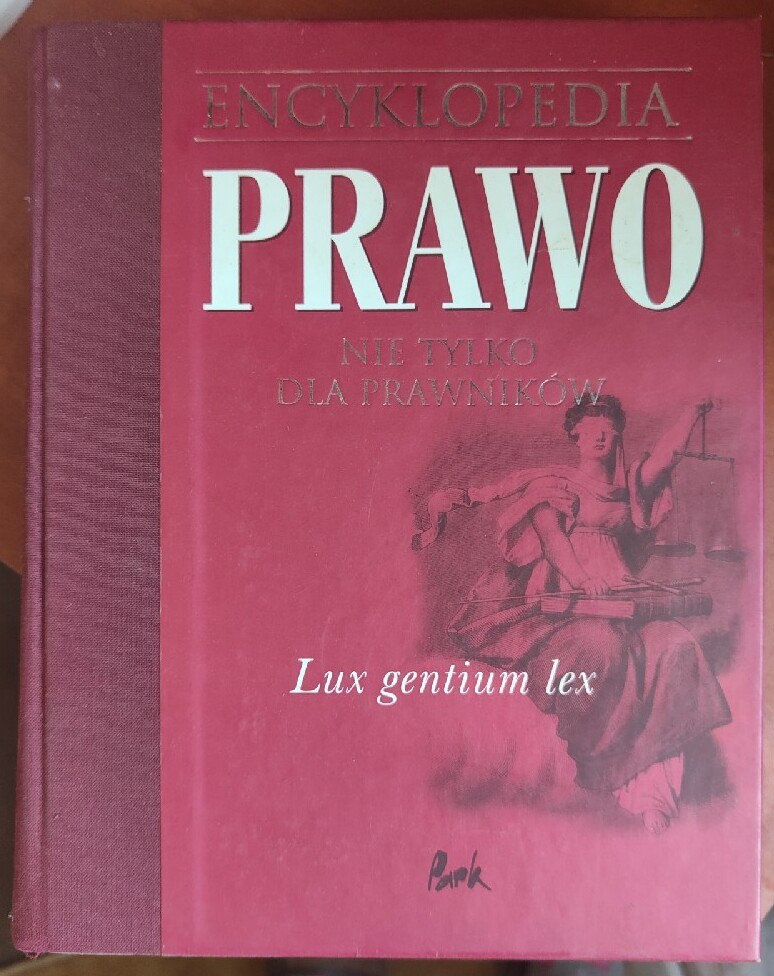 ENCYKLOPEDIA
PRAWO
NIE TYLKO
DLA PRAWNIKÓW
Lux gentium lex
Park